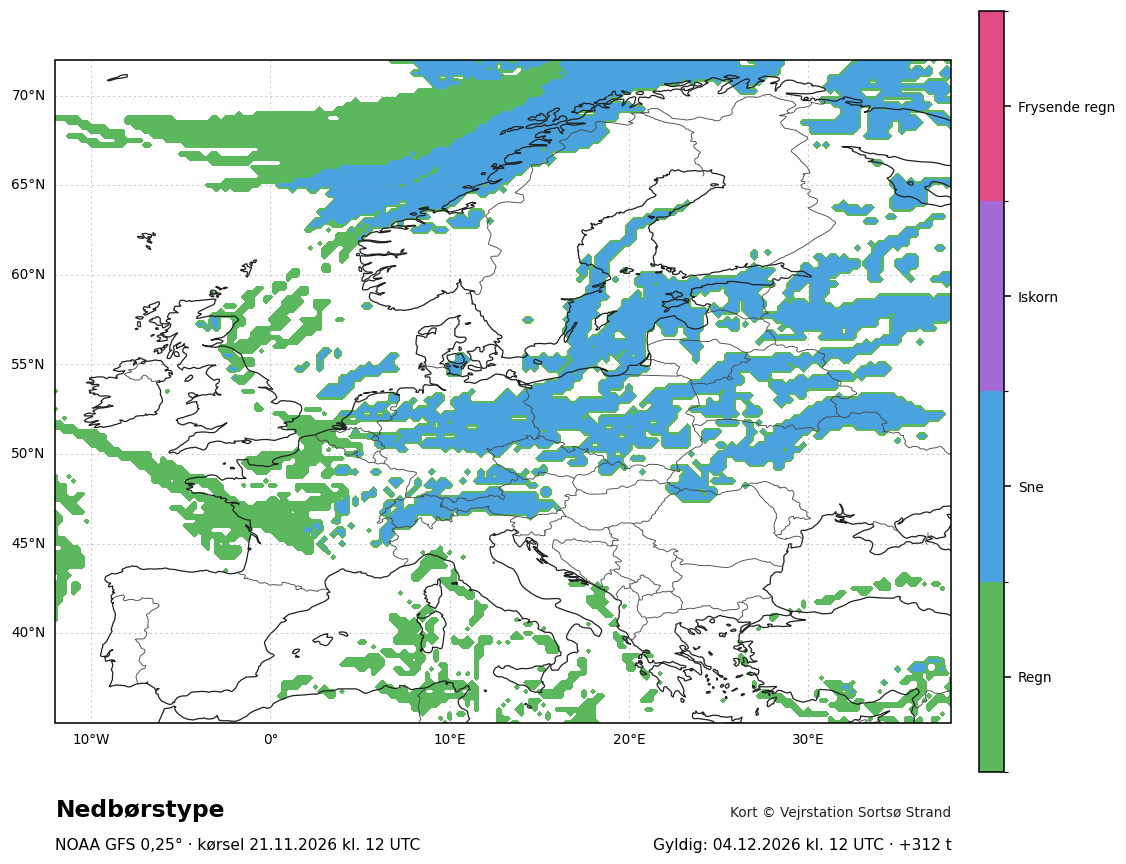 70°N
65°N
60°N
55°N
50°N
45°N
40°N
10°W
0°
10°E
20°E
30°E
Frysende regn
Iskorn
Sne
Regn
Nedbørstype
Kort © Vejrstation Sortsø Strand
NOAA GFS 0,25° · kørsel 21.11.2026 kl. 12 UTC
Gyldig: 04.12.2026 kl. 12 UTC · +312 t